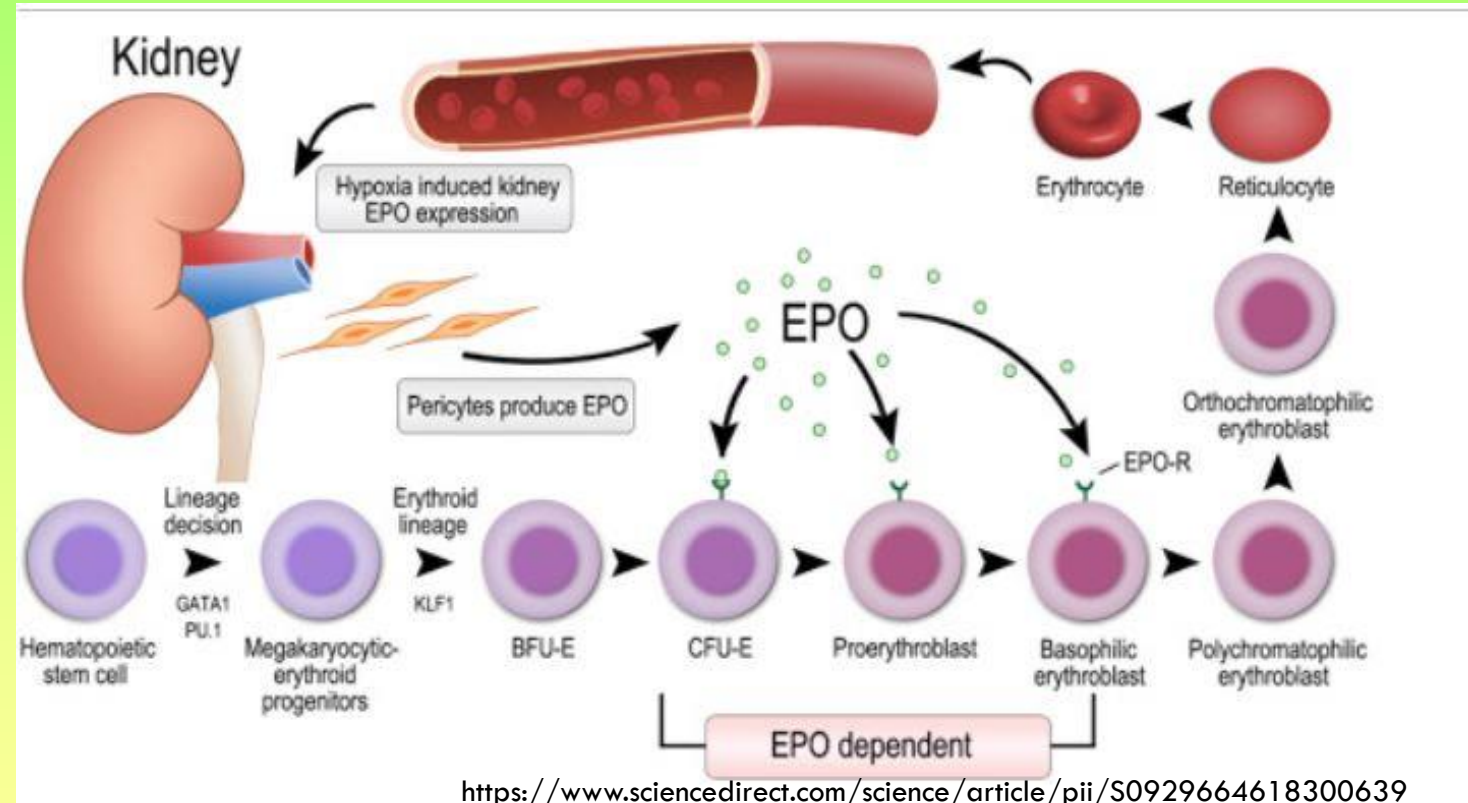 Kidney
Hypoxia induced kidney
EPO expression
Erythrocyte
Reticulocyte
EPO
Pericytes produce EPO
Orthochromatophilic
erythroblast
EPO-R
Lineage
decision
GATA1
PU.1
Erythroid
lineage
KLF1
Hematopoietic
stem cell
Megakaryocytic-
erythroid
progenitors
BFU-E
CFU-E
Proerythroblast
Basophilic
erythroblast
Polychromatophilic
erythroblast
EPO dependent
https://www.sciencedirect.com/science/article/pii/S0929664618300639